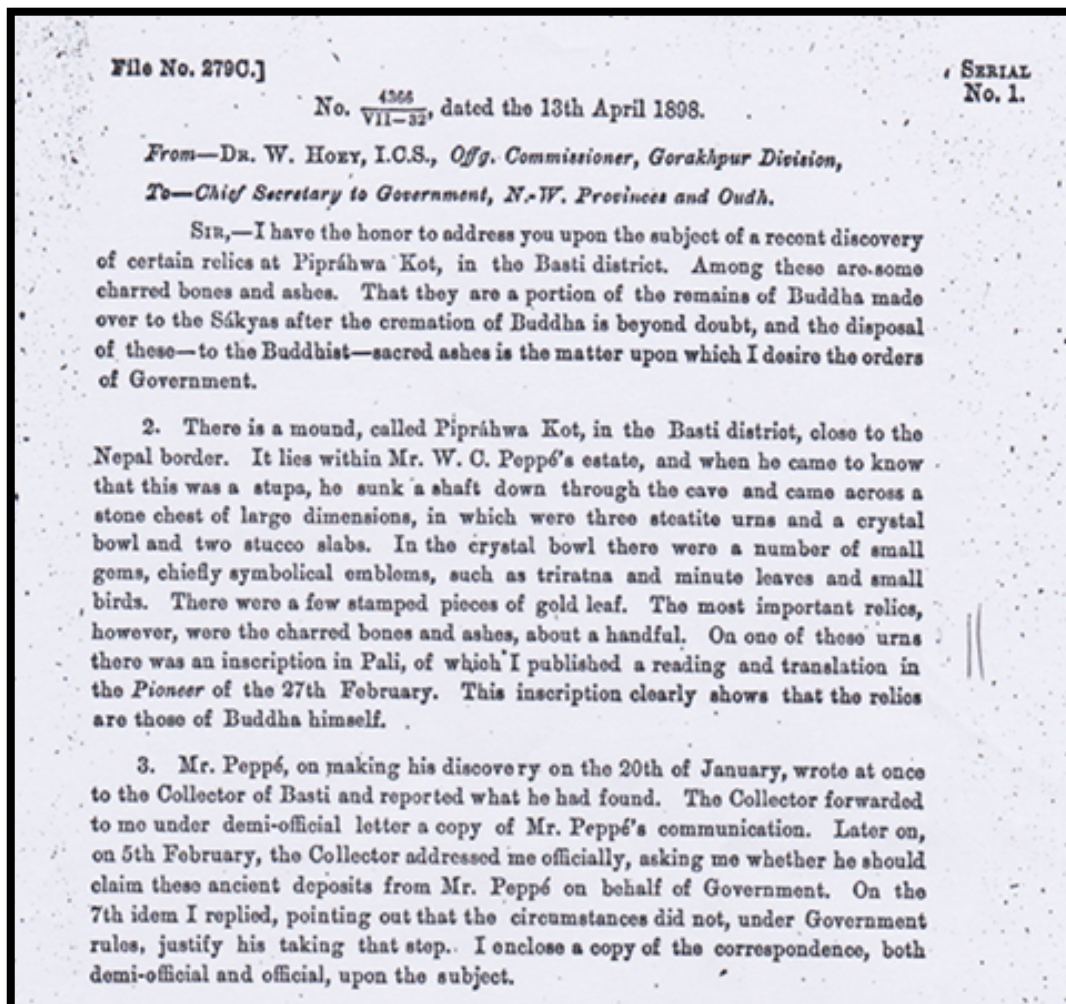 File No. 279C.]
SERIAL
No. 1.
No. 4366/VII—32, dated the 13th April 1898.
From—DR. W. HOEY, I.C.S., Offg. Commissioner, Gorakhpur Division,
To—Chief Secretary to Government, N.-W. Provinces and Oudh.
SIR,—I have the honor to address you upon the subject of a recent discovery
of certain relics at Pipráhwa Kot, in the Basti district. Among these are some
charred bones and ashes. That they are a portion of the remains of Buddha made
over to the Sákyas after the cremation of Buddha is beyond doubt, and the disposal
of these—to the Buddhist—sacred ashes is the matter upon which I desire the orders
of Government.
2. There is a mound, called Pipráhwa Kot, in the Basti district, close to the
Nepal border. It lies within Mr. W. C. Peppé's estate, and when he came to know
that this was a stupa, he sunk a shaft down through the cave and came across a
stone chest of large dimensions, in which were three steatite urns and a crystal
bowl and two stucco slabs. In the crystal bowl there were a number of small
gems, chiefly symbolical emblems, such as triratna and minute leaves and small
birds. There were a few stamped pieces of gold leaf. The most important relics,
however, were the charred bones and ashes, about a handful. On one of these urns
there was an inscription in Pali, of which I published a reading and translation in
the Pioneer of the 27th February. This inscription clearly shows that the relics
are those of Buddha himself.
3. Mr. Peppé, on making his discovery on the 20th of January, wrote at once
to the Collector of Basti and reported what he had found. The Collector forwarded
to me under demi-official letter a copy of Mr. Peppé's communication. Later on,
on 5th February, the Collector addressed me officially, asking me whether he should
claim these ancient deposits from Mr. Peppé on behalf of Government. On the
7th idem I replied, pointing out that the circumstances did not, under Government
rules, justify his taking that step. I enclose a copy of the correspondence, both
demi-official and official, upon the subject.